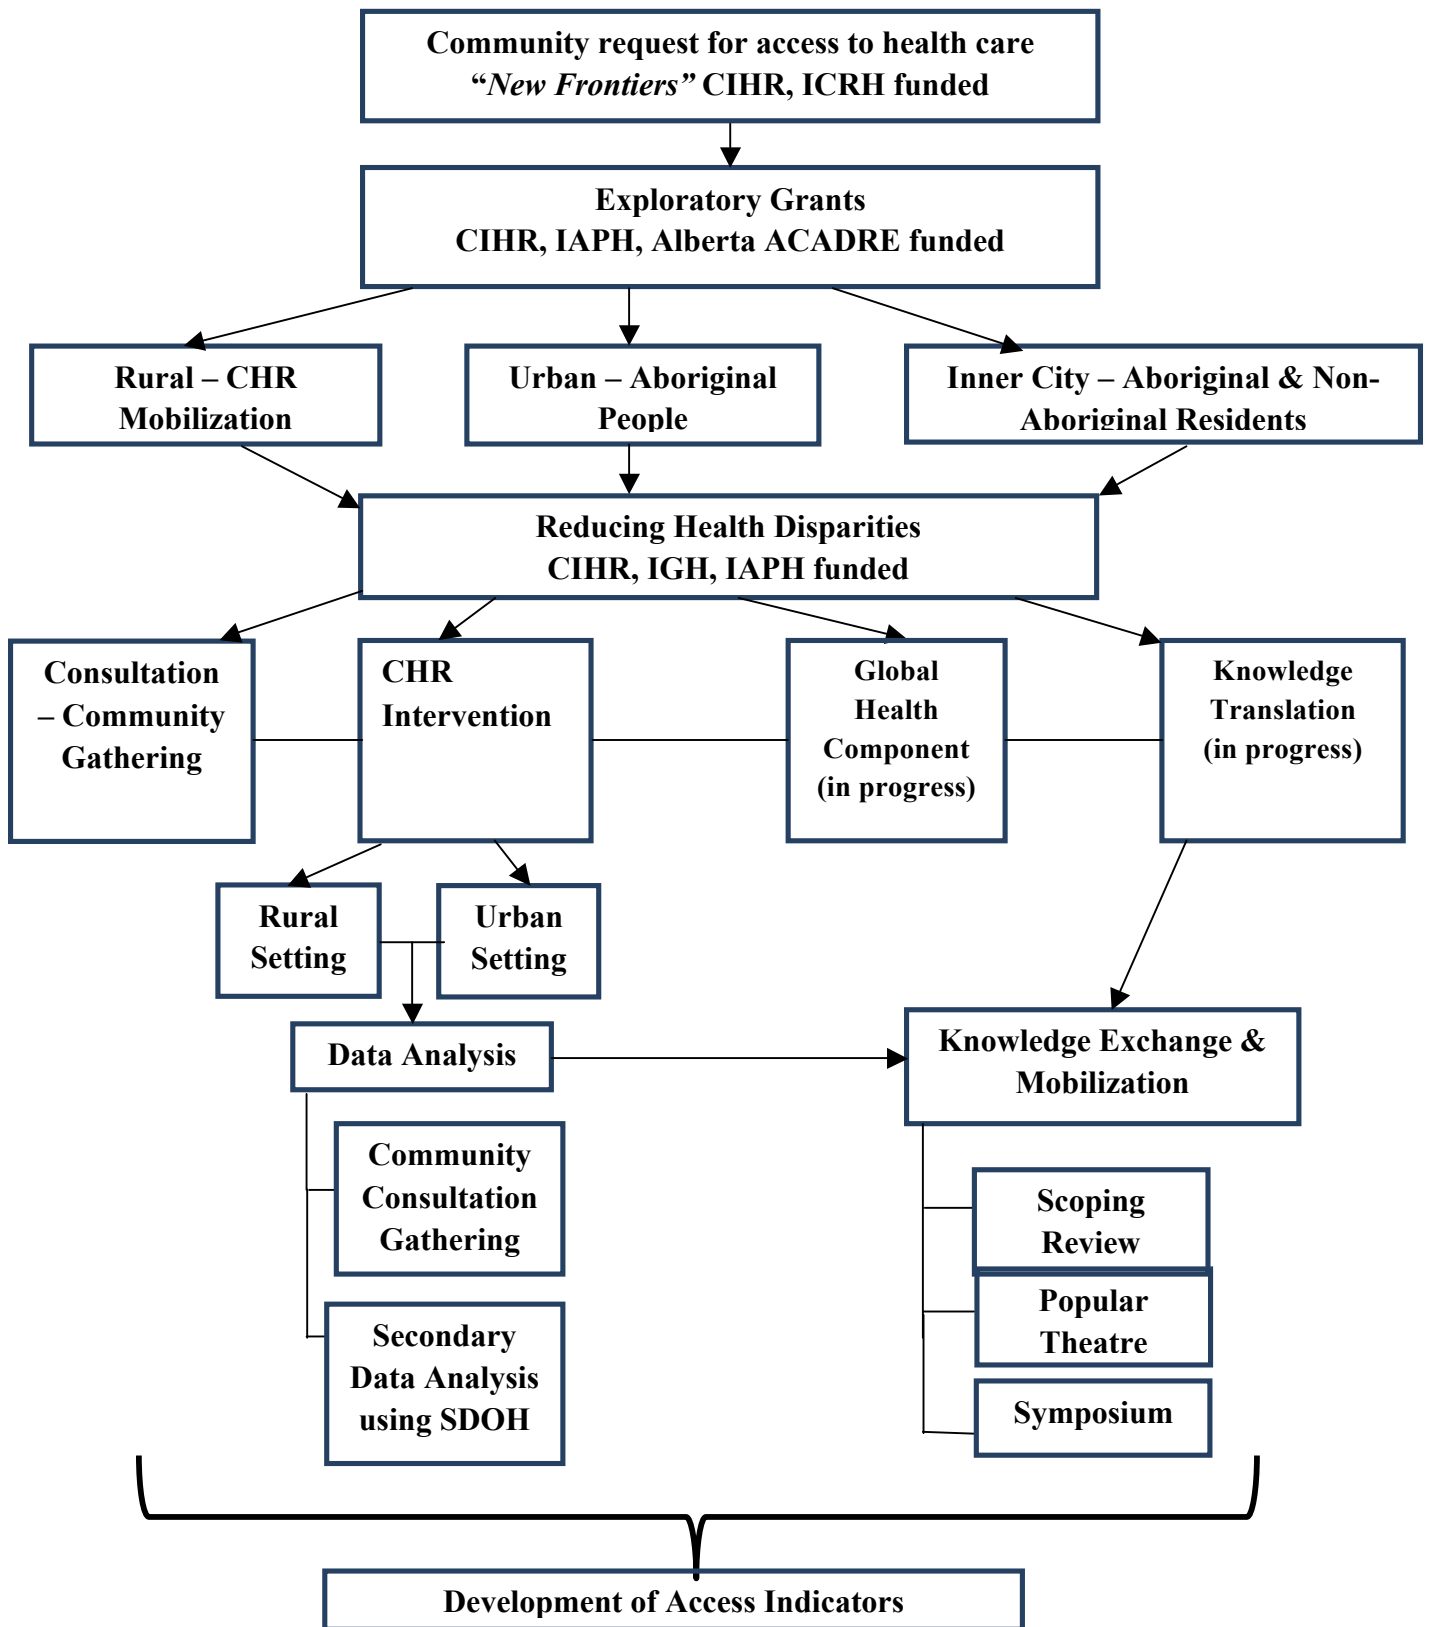 Community request for access to health care
“New Frontiers” CIHR, ICRH funded
Exploratory Grants
CIHR, IAPH, Alberta ACADRE funded
Rural – CHR
Mobilization
Urban – Aboriginal
People
Inner City – Aboriginal & Non-
Aboriginal Residents
Reducing Health Disparities
CIHR, IGH, IAPH funded
Consultation
– Community
Gathering
CHR
Intervention
Global
Health
Component
(in progress)
Knowledge
Translation
(in progress)
Rural
Setting
Urban
Setting
Data Analysis
Knowledge Exchange &
Mobilization
Community
Consultation
Gathering
Secondary
Data Analysis
using SDOH
Scoping
Review
Popular
Theatre
Symposium
Development of Access Indicators